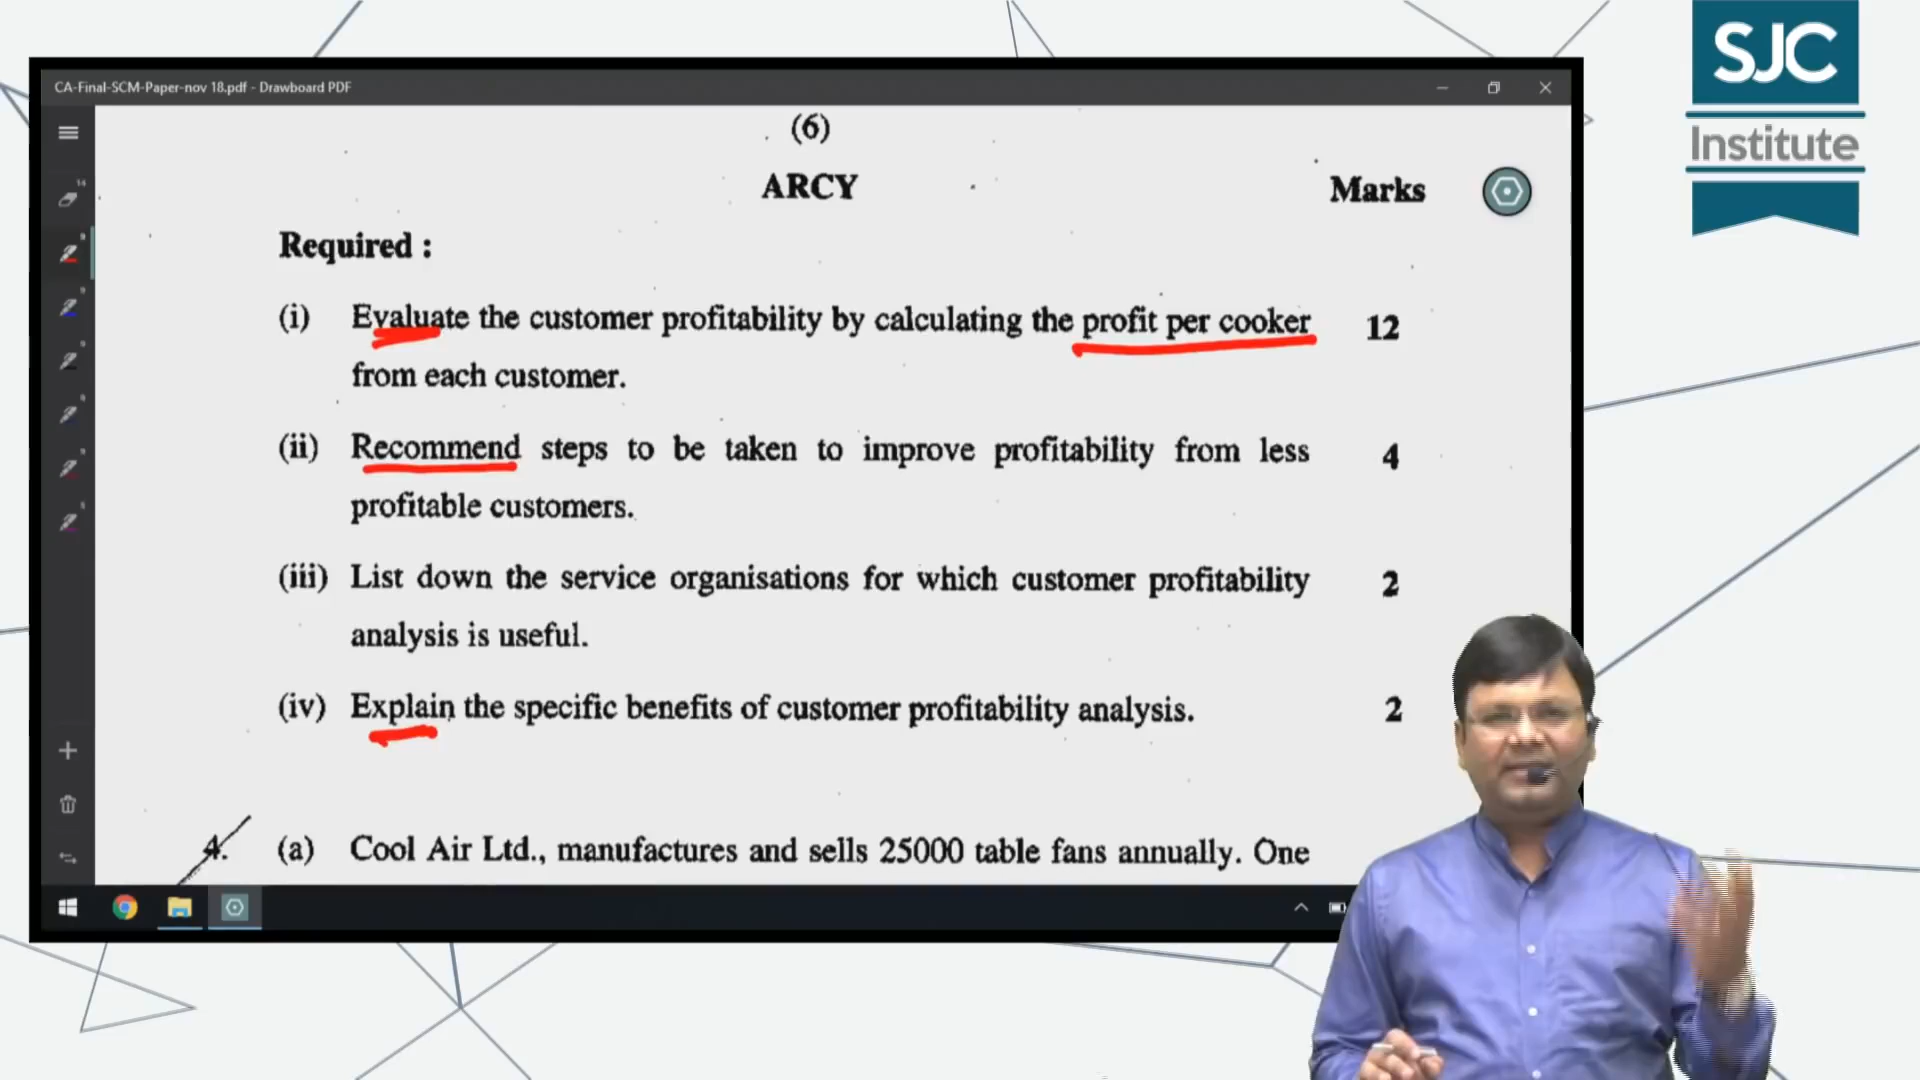 SJC
Institute
CA-Final-SCM-Paper-nov 18.pdf - Drawboard PDF
(6)
ARCY
Marks
Required :
(i) Evaluate the customer profitability by calculating the profit per cooker 12
from each customer.
(ii) Recommend steps to be taken to improve profitability from less 4
profitable customers.
(iii) List down the service organisations for which customer profitability 2
analysis is useful.
(iv) Explain the specific benefits of customer profitability analysis. 2
4. (a) Cool Air Ltd., manufactures and sells 25000 table fans annually. One